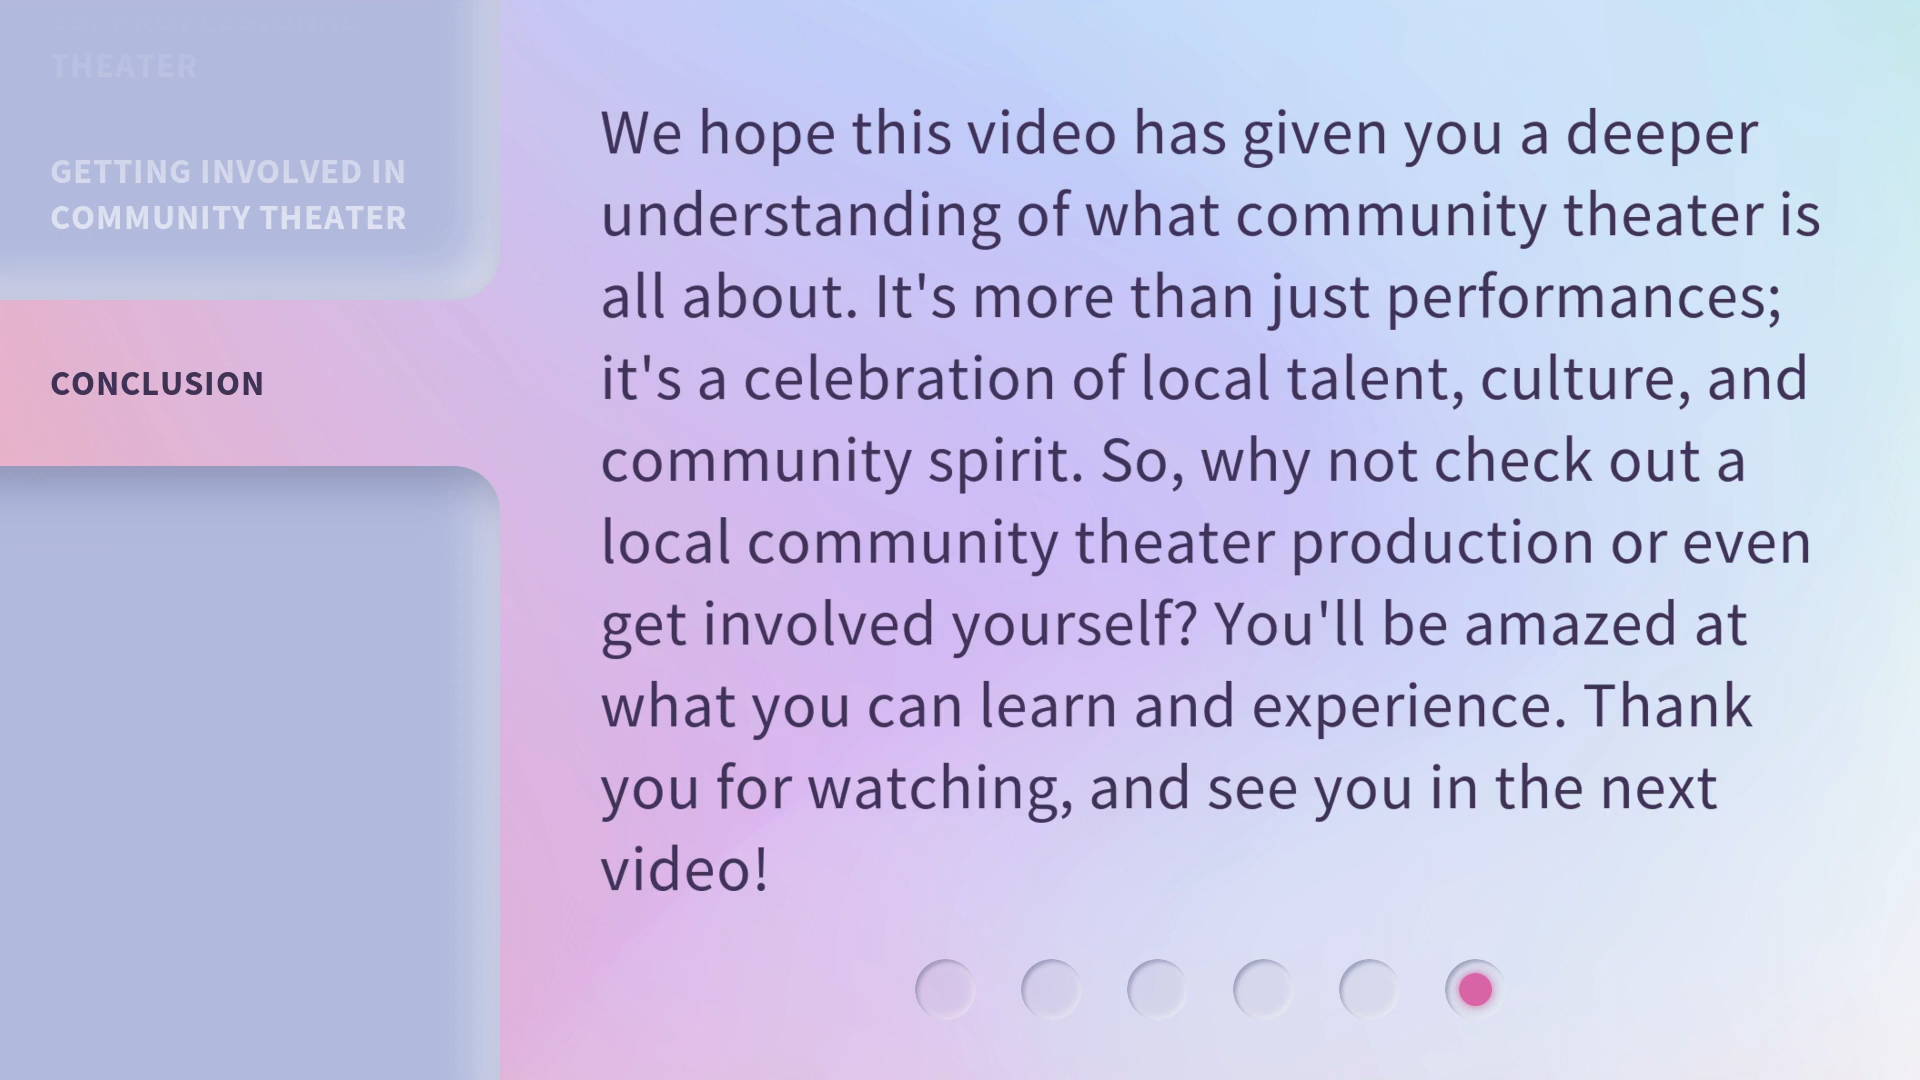 THEATER
GETTING INVOLVED IN
COMMUNITY THEATER
CONCLUSION
We hope this video has given you a deeper
understanding of what community theater is
all about. It's more than just performances;
it's a celebration of local talent, culture, and
community spirit. So, why not check out a
local community theater production or even
get involved yourself? You'll be amazed at
what you can learn and experience. Thank
you for watching, and see you in the next
video!